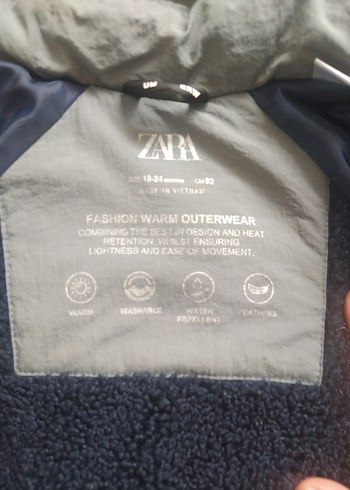 ZARA
SIZE 18-24 MONTHS CM 92
MADE IN VIETNAM
FASHION WARM OUTERWEAR
COMBINING THE BEST IN DESIGN AND HEAT
RETENTION, WHILST ENSURING
LIGHTNESS AND EASE OF MOVEMENT.
WARM WASHABLE WATER REPELLENT FEATHERS